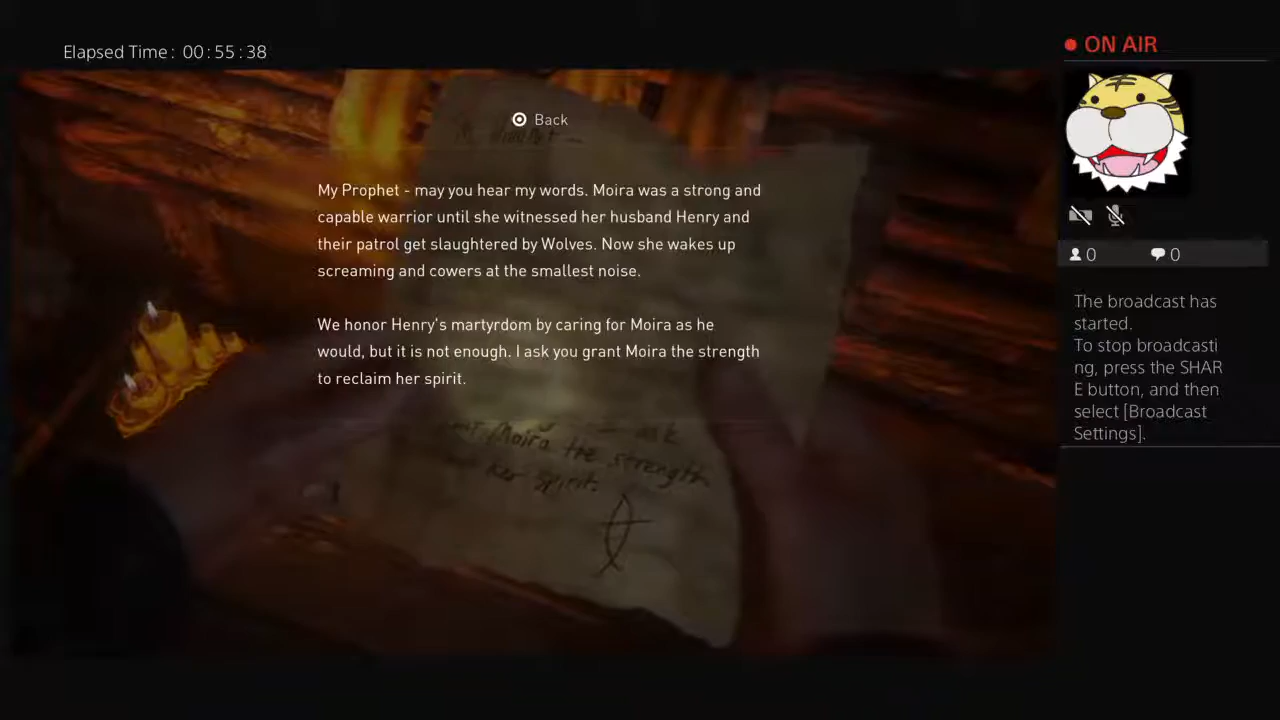 Elapsed Time: 00:55:38
ON AIR
Back
My Prophet - may you hear my words. Moira was a strong and
capable warrior until she witnessed her husband Henry and
their patrol get slaughtered by Wolves. Now she wakes up
screaming and cowers at the smallest noise.
We honor Henry's martyrdom by caring for Moira as he
would, but it is not enough. I ask you grant Moira the strength
to reclaim her spirit.
Moira the strength
her spirit.
0
0
The broadcast has
started.
To stop broadcasti
ng, press the SHAR
E button, and then
select [Broadcast
Settings].